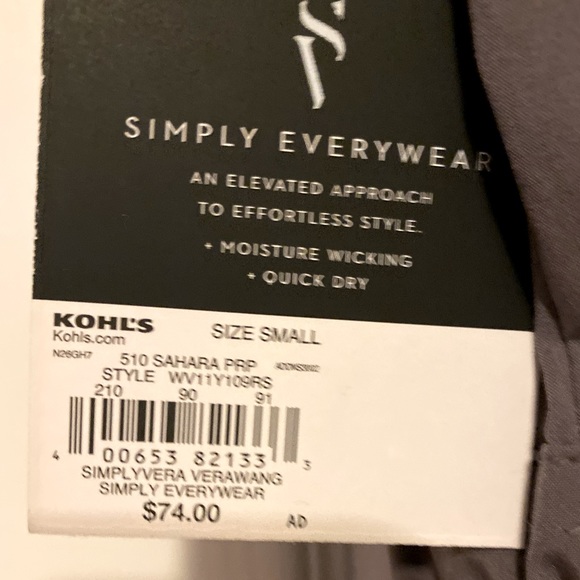 SV
SIMPLY EVERYWEAR
AN ELEVATED APPROACH
TO EFFORTLESS STYLE.
+ MOISTURE WICKING
+ QUICK DRY
KOHL'S SIZE SMALL
Kohls.com
N26GH7 510 SAHARA PRP
STYLE WV11Y109RS
210 90 91
4 00653 82133 3
SIMPLYVERA VERAWANG
SIMPLY EVERYWEAR
$74.00 AD